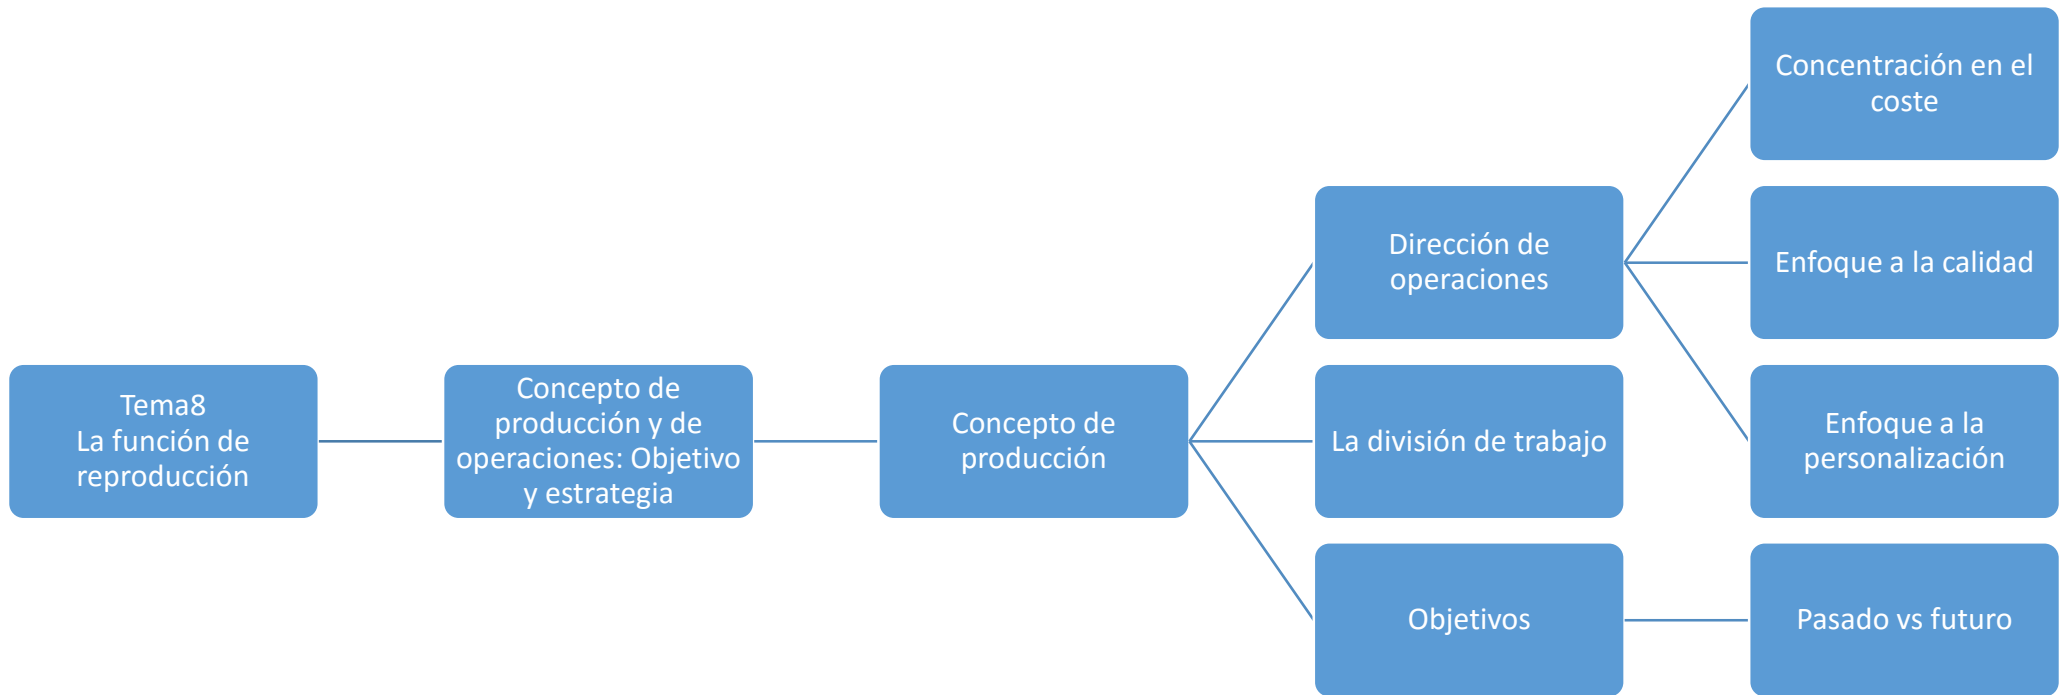 Tema8
La función de
reproducción
Concepto de
producción y de
operaciones: Objetivo
y estrategia
Concepto de
producción
Dirección de
operaciones
Concentración en el
coste
Enfoque a la calidad
Enfoque a la
personalización
La división de trabajo
Objetivos
Pasado vs futuro